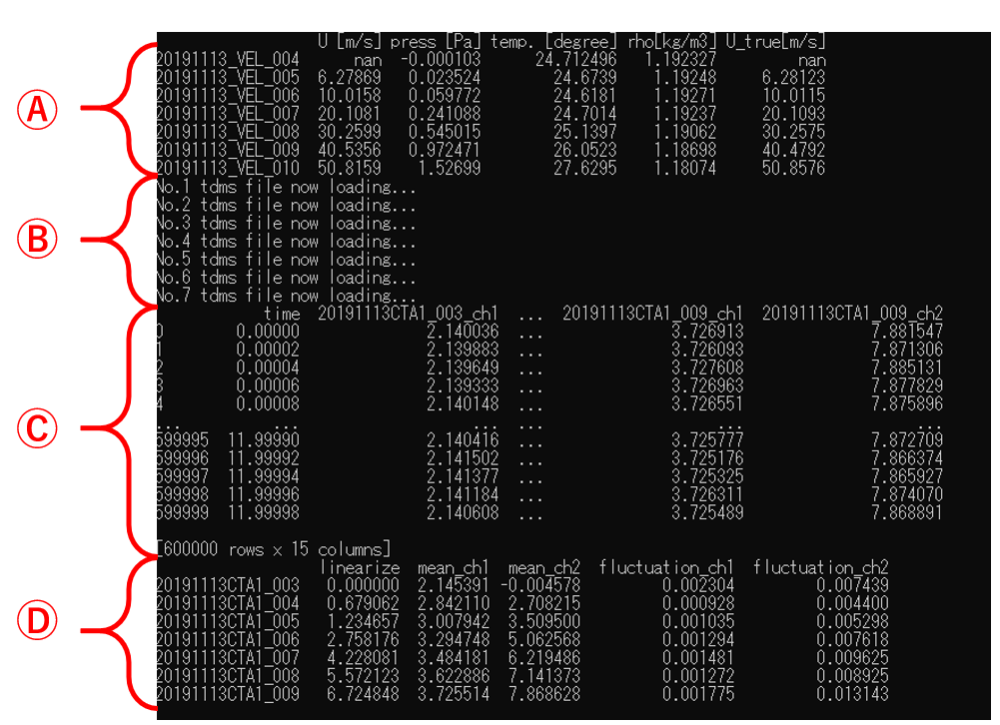 U [m/s] press [Pa] temp. [degree] rho[kg/m3] U_true[m/s]
20191113_VEL_004 nan -0.000103 24.712496 1.192327 nan
20191113_VEL_005 6.27869 0.023524 24.6739 1.19248 6.28123
20191113_VEL_006 10.0158 0.059772 24.6181 1.19271 10.0115
20191113_VEL_007 20.1081 0.241088 24.7014 1.19237 20.1093
20191113_VEL_008 30.2599 0.545015 25.1397 1.19062 30.2575
20191113_VEL_009 40.5356 0.972471 26.0523 1.18698 40.4792
20191113_VEL_010 50.8159 1.52699 27.6295 1.18074 50.8576
Ⓐ
No.1 tdms file now loading...
No.2 tdms file now loading...
No.3 tdms file now loading...
No.4 tdms file now loading...
No.5 tdms file now loading...
No.6 tdms file now loading...
No.7 tdms file now loading...
Ⓑ
time 20191113CTA1_003_ch1 ... 20191113CTA1_009_ch1 20191113CTA1_009_ch2
0 0.00000 2.140036 ... 3.726913 7.881547
1 0.00002 2.139883 ... 3.726093 7.871306
2 0.00004 2.139649 ... 3.727608 7.885131
3 0.00006 2.139333 ... 3.726963 7.877829
4 0.00008 2.140148 ... 3.726551 7.875896
... ... ... ... ... ...
599995 11.99990 2.140416 ... 3.725777 7.872709
599996 11.99992 2.141502 ... 3.725176 7.866374
599997 11.99994 2.141377 ... 3.725325 7.865927
599998 11.99996 2.141184 ... 3.726311 7.874070
599999 11.99998 2.140608 ... 3.725489 7.868891
Ⓒ
[600000 rows x 15 columns]
linearize mean_ch1 mean_ch2 fluctuation_ch1 fluctuation_ch2
20191113CTA1_003 0.000000 2.145391 -0.004578 0.002304 0.007439
20191113CTA1_004 0.679062 2.842110 2.708215 0.000928 0.004400
20191113CTA1_005 1.234657 3.007942 3.509500 0.001035 0.005298
20191113CTA1_006 2.758176 3.294748 5.062568 0.001294 0.007618
20191113CTA1_007 4.228081 3.484181 6.219486 0.001481 0.009625
20191113CTA1_008 5.572123 3.622886 7.141373 0.001272 0.008925
20191113CTA1_009 6.724848 3.725514 7.868628 0.001775 0.013143
Ⓓ